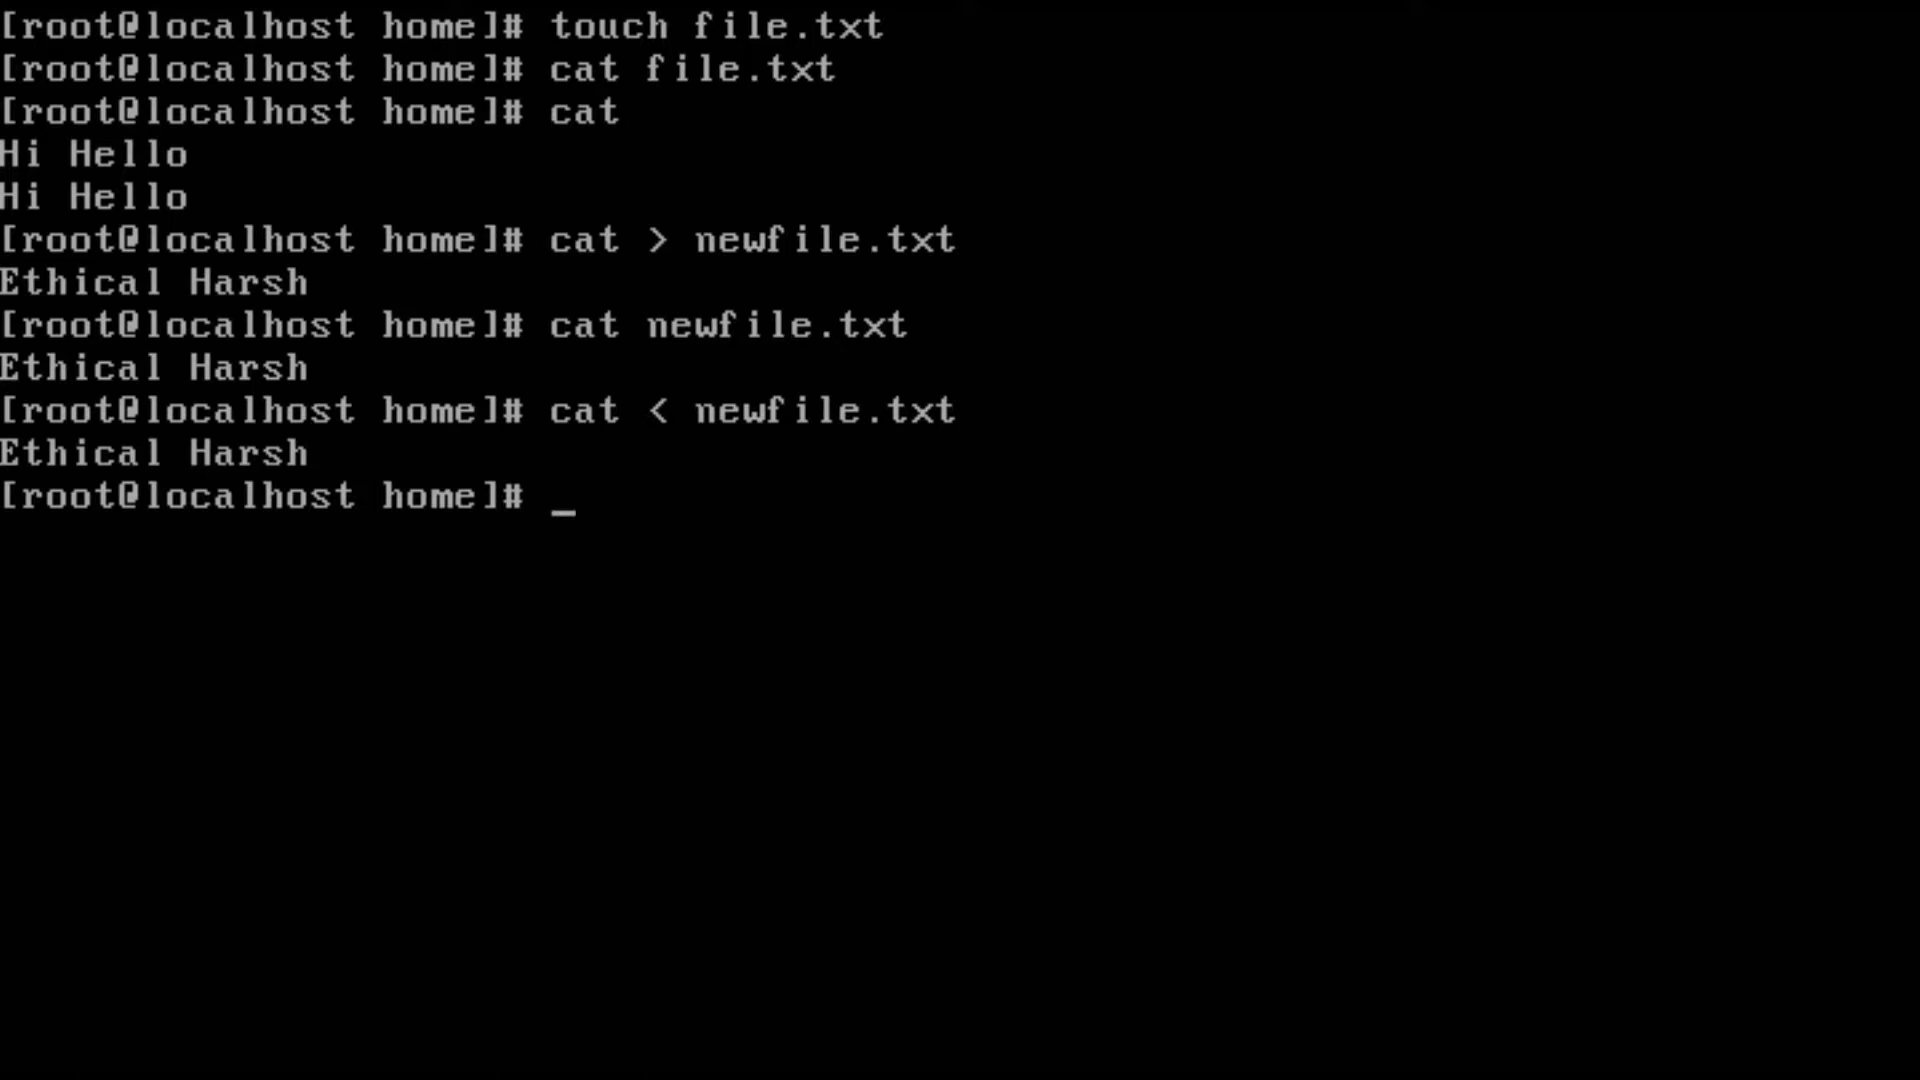 [root@localhost home]# touch file.txt
[root@localhost home]# cat file.txt
[root@localhost home]# cat
Hi Hello
Hi Hello
[root@localhost home]# cat > newfile.txt
Ethical Harsh
[root@localhost home]# cat newfile.txt
Ethical Harsh
[root@localhost home]# cat < newfile.txt
Ethical Harsh
[root@localhost home]# _